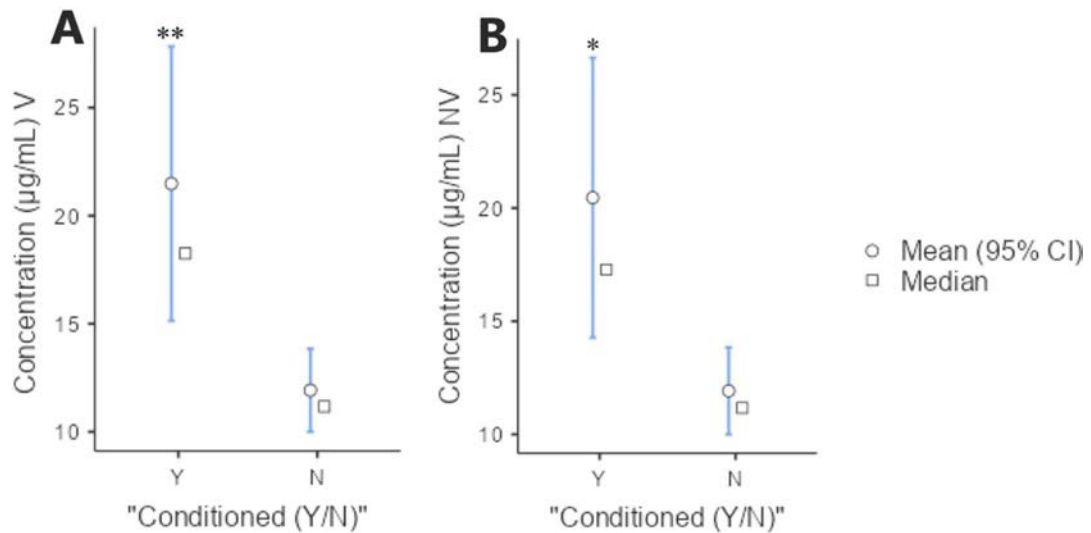 A
**
Concentration (µg/mL) V
25
20
15
10
Y
N
"Conditioned (Y/N)"
B
*
Concentration (µg/mL) NV
25
20
15
10
Y
N
"Conditioned (Y/N)"
Mean (95% CI)
Median